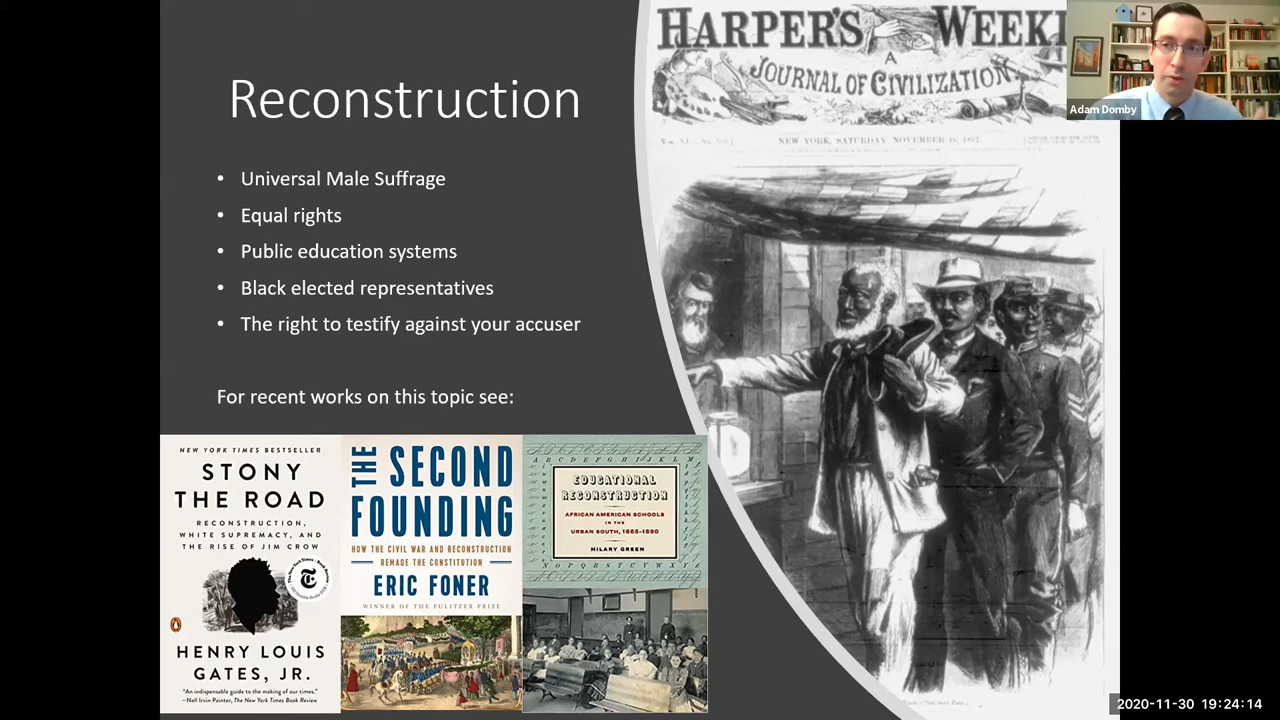 Reconstruction
• Universal Male Suffrage
• Equal rights
• Public education systems
• Black elected representatives
• The right to testify against your accuser
For recent works on this topic see:
NEW YORK TIMES BESTSELLER
STONY
THE ROAD
RECONSTRUCTION,
WHITE SUPREMACY, AND
THE RISE OF JIM CROW
HENRY LOUIS
GATES, JR.
"An indispensable guide to the making of our times."
—Nell Irvin Painter, The New York Times Book Review
THE SECOND
FOUNDING
HOW THE CIVIL WAR AND RECONSTRUCTION
REMADE THE CONSTITUTION
ERIC FONER
WINNER OF THE PULITZER PRIZE
A B C D E F G H I J K L M
EDUCATIONAL
RECONSTRUCTION
AFRICAN AMERICAN SCHOOLS
IN THE
URBAN SOUTH, 1865–1890
HILARY GREEN
N O P Q R S T U V W X Y Z
HARPER'S WEEKL
A
JOURNAL OF CIVILIZATION
NEW YORK, SATURDAY, NOVEMBER 16, 1867.
Adam Domby
2020-11-30 19:24:14